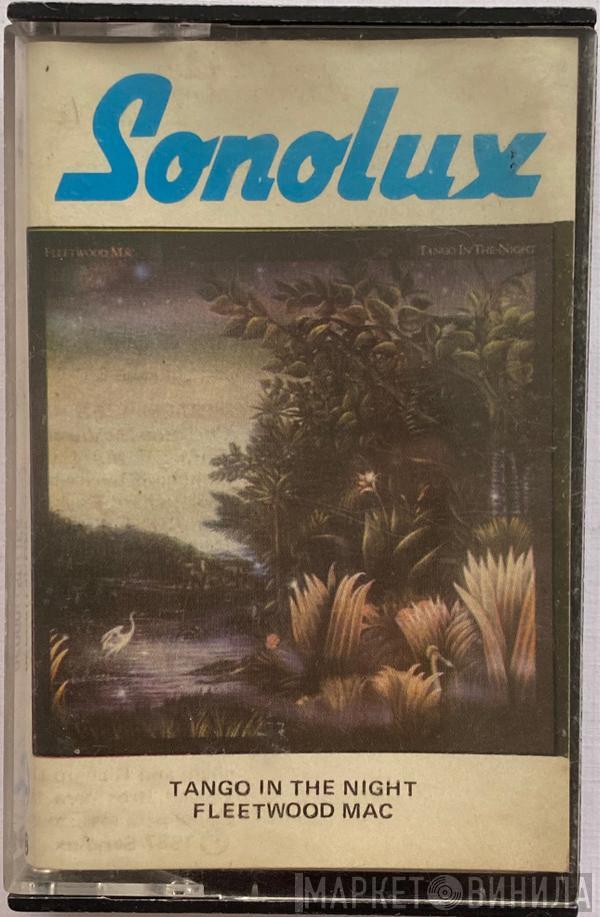 Sonolux
FLEETWOOD MAC
TANGO IN THE NIGHT
TANGO IN THE NIGHT
FLEETWOOD MAC
МАРКЕТ ВИНИЛА